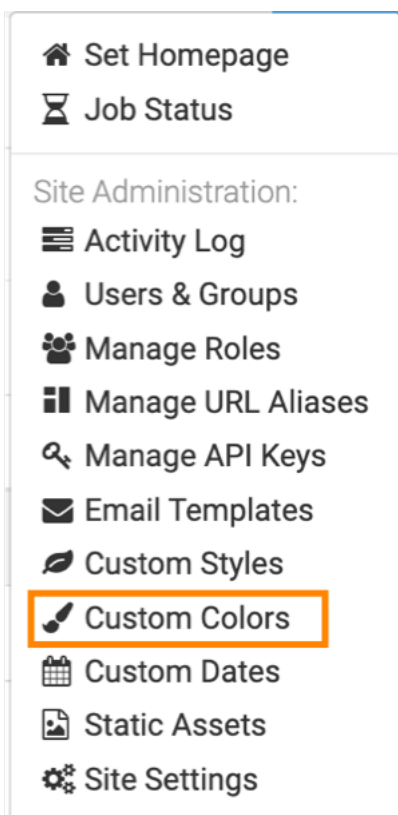 Set Homepage
Job Status
Site Administration:
Activity Log
Users & Groups
Manage Roles
Manage URL Aliases
Manage API Keys
Email Templates
Custom Styles
Custom Colors
Custom Dates
Static Assets
Site Settings